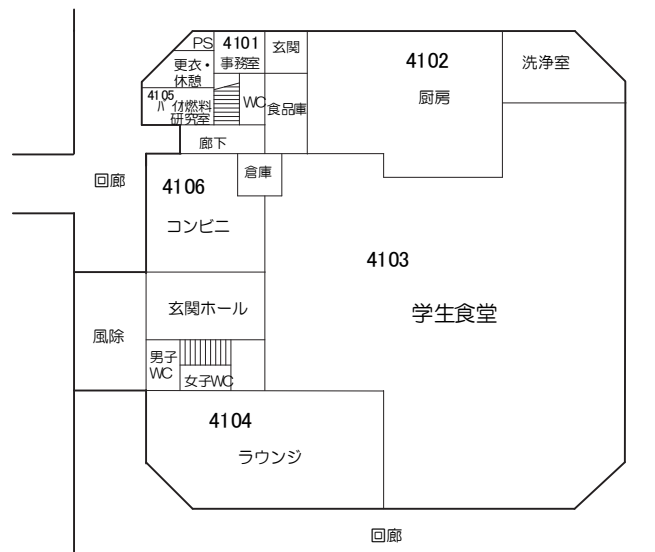 PS
4101
事務室
玄関
4102
厨房
洗浄室
更衣・
休憩
4105
バイオ燃料
研究室
WC
食品庫
廊下
倉庫
回廊
4106
コンビニ
4103
学生食堂
玄関ホール
風除
男子
WC
女子WC
4104
ラウンジ
回廊